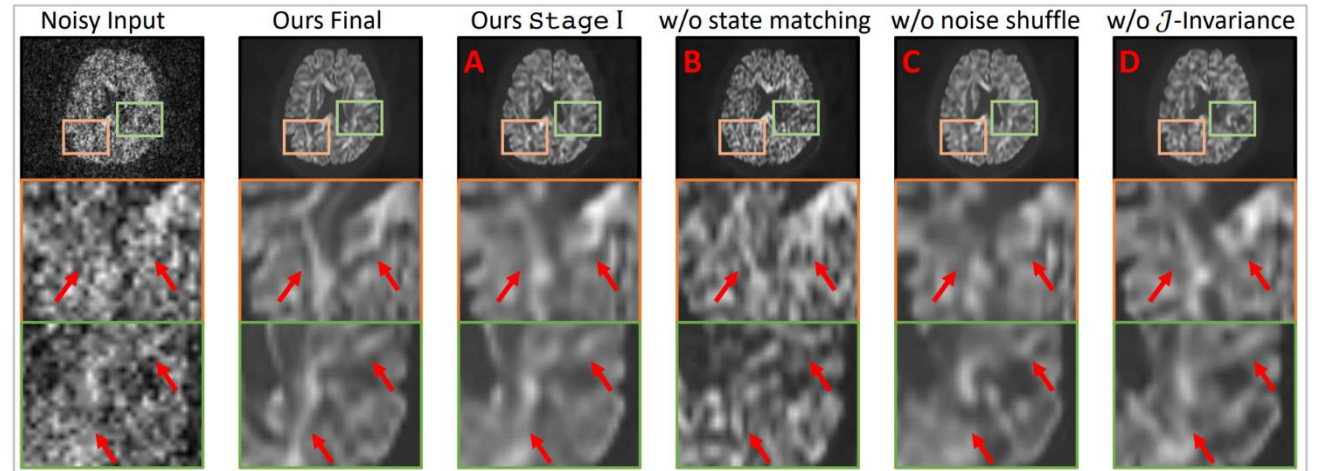 Noisy Input Ours Final Ours Stage I w/o state matching w/o noise shuffle w/o 𝒥-Invariance
A B C D